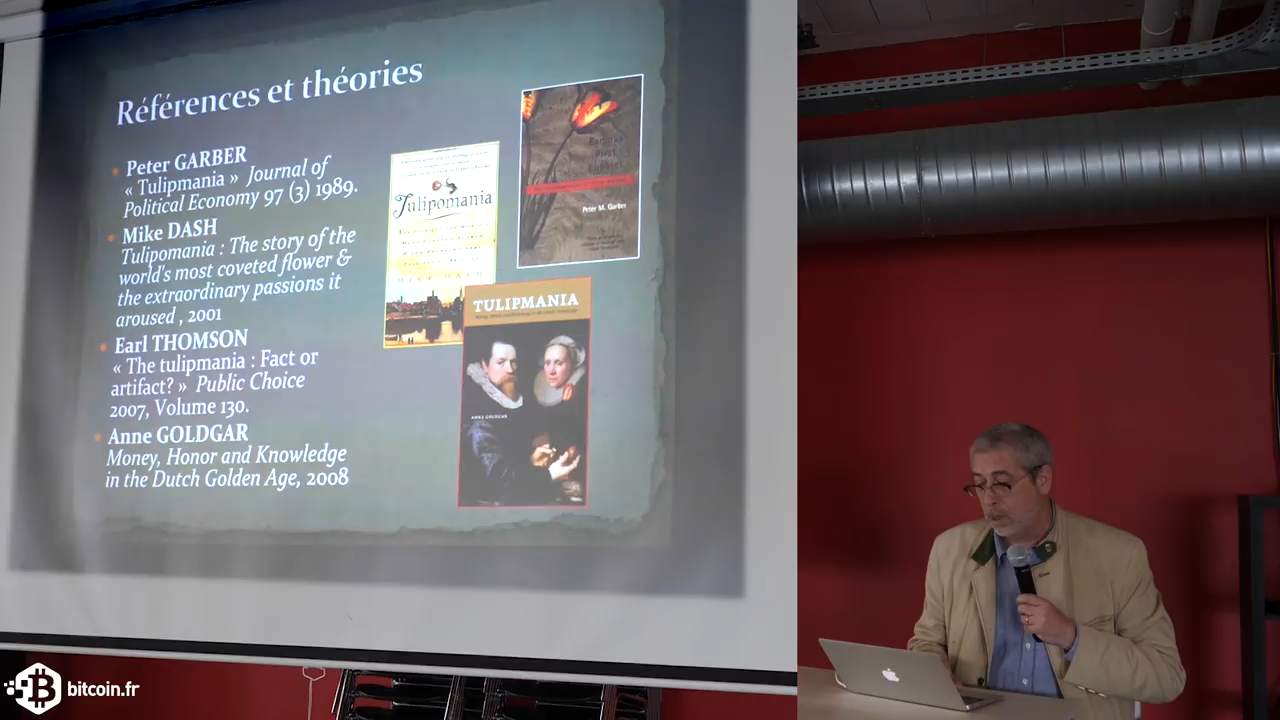 Références et théories
Peter GARBER
« Tulipmania » Journal of
Political Economy 97 (3) 1989.
Mike DASH
Tulipomania : The story of the
world's most coveted flower &
the extraordinary passions it
aroused , 2001
Earl THOMSON
« The tulipmania : Fact or
artifact? » Public Choice
2007, Volume 130.
Anne GOLDGAR
Money, Honor and Knowledge
in the Dutch Golden Age, 2008
Tulipomania
MIKE DASH
Peter M. Garber
TULIPMANIA
ANNE GOLDGAR
bitcoin.fr